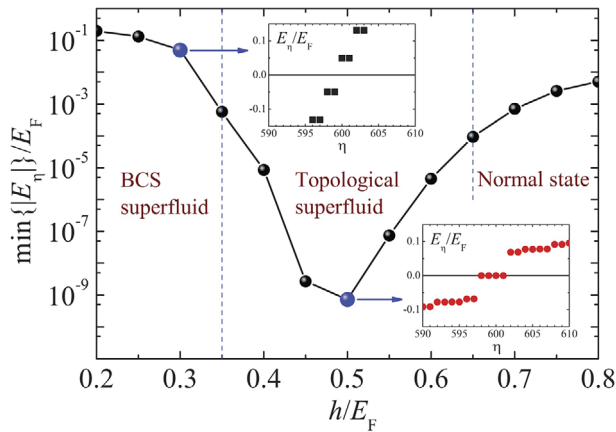 10⁻¹
10⁻³
10⁻⁵
10⁻⁷
10⁻⁹
min{|E_η|}/E_F
0.2 0.3 0.4 0.5 0.6 0.7 0.8
h/E_F
BCS
superfluid
Topological
superfluid
Normal state
E_η/E_F
0.1
0.0
-0.1
590 595 600 605 610
η
E_η/E_F
0.1
0.0
-0.1
590 595 600 605 610
η